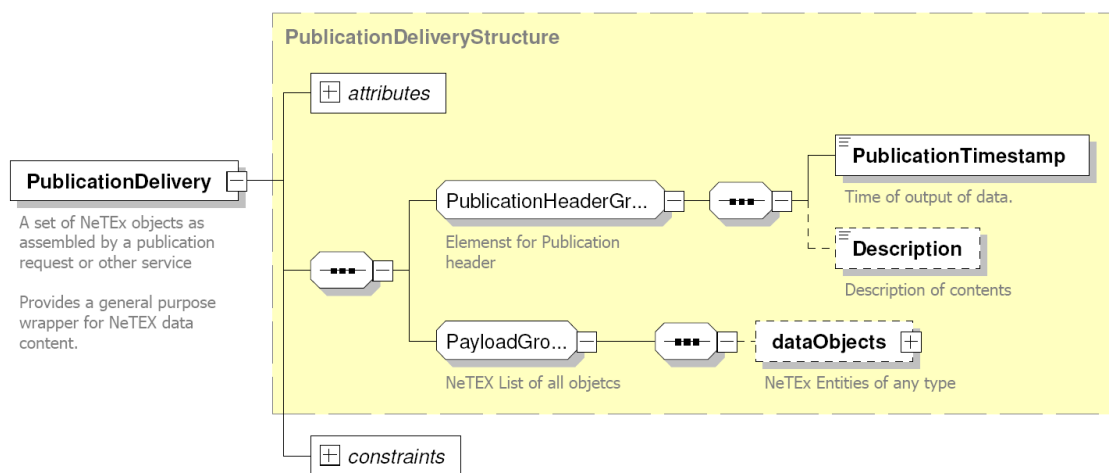 PublicationDeliveryStructure
attributes
PublicationDelivery
A set of NeTEx objects as
assembled by a publication
request or other service
Provides a general purpose
wrapper for NeTEX data
content.
PublicationHeaderGr...
Elemenst for Publication
header
PublicationTimestamp
Time of output of data.
Description
Description of contents
PayloadGro...
NeTEX List of all objetcs
dataObjects
NeTEx Entities of any type
constraints